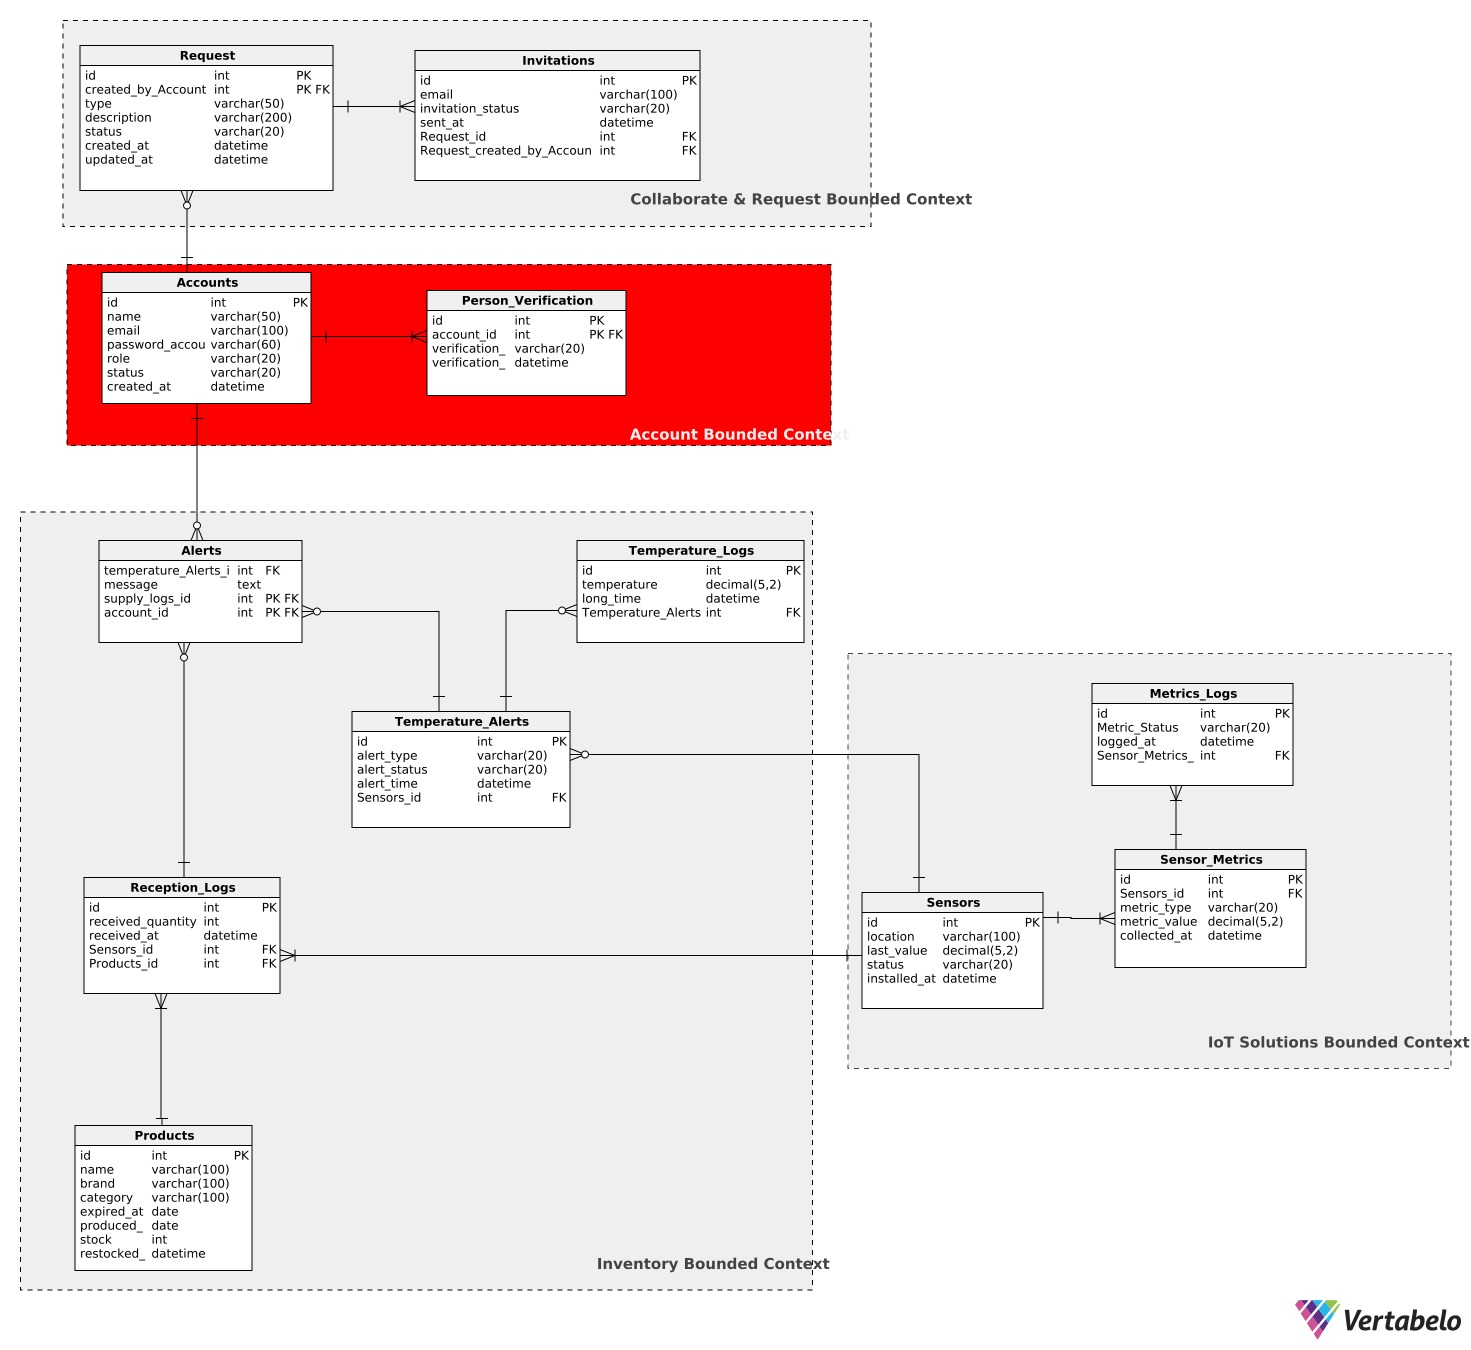 Request
id int PK
created_by_Account int PK FK
type varchar(50)
description varchar(200)
status varchar(20)
created_at datetime
updated_at datetime
Invitations
id int PK
email varchar(100)
invitation_status varchar(20)
sent_at datetime
Request_id int FK
Request_created_by_Accoun int FK
Collaborate & Request Bounded Context
Accounts
id int PK
name varchar(50)
email varchar(100)
password_accou varchar(60)
role varchar(20)
status varchar(20)
created_at datetime
Person_Verification
id int PK
account_id int PK FK
verification_ varchar(20)
verification_ datetime
Account Bounded Context
Alerts
temperature_Alerts_i int FK
message text
supply_logs_id int PK FK
account_id int PK FK
Temperature_Logs
id int PK
temperature decimal(5,2)
long_time datetime
Temperature_Alerts int FK
Temperature_Alerts
id int PK
alert_type varchar(20)
alert_status varchar(20)
alert_time datetime
Sensors_id int FK
Metrics_Logs
id int PK
Metric_Status varchar(20)
logged_at datetime
Sensor_Metrics_ int FK
Sensor_Metrics
id int PK
Sensors_id int FK
metric_type varchar(20)
metric_value decimal(5,2)
collected_at datetime
Reception_Logs
id int PK
received_quantity int
received_at datetime
Sensors_id int FK
Products_id int FK
Sensors
id int PK
location varchar(100)
last_value decimal(5,2)
status varchar(20)
installed_at datetime
IoT Solutions Bounded Context
Products
id int PK
name varchar(100)
brand varchar(100)
category varchar(100)
expired_at date
produced_ date
stock int
restocked_ datetime
Inventory Bounded Context
Vertabelo